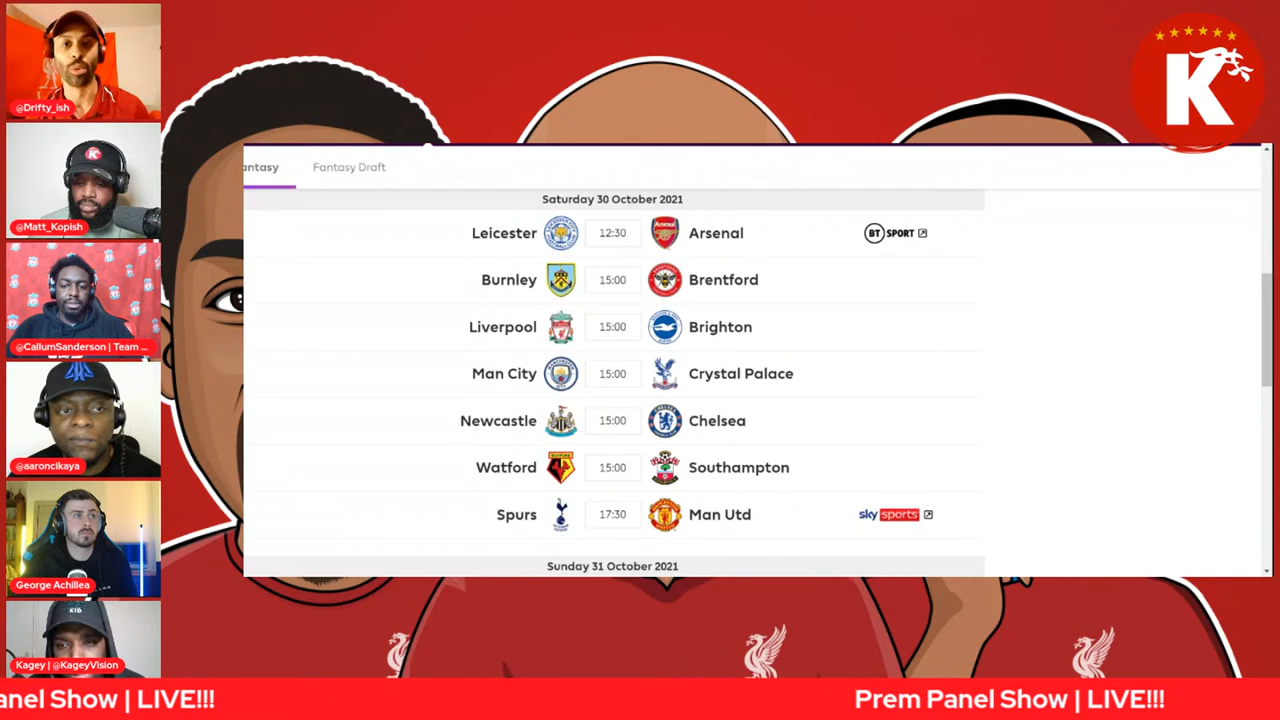 @Drifty_ish
@Matt_Kopish
@CallumSanderson | Team ...
@aaroncikaya
George Achillea
KID
Kagey | @KageyVision
K
antasy
Fantasy Draft
Saturday 30 October 2021
Leicester 12:30 Arsenal BT SPORT
Burnley 15:00 Brentford
Liverpool 15:00 Brighton
Man City 15:00 Crystal Palace
Newcastle 15:00 Chelsea
Watford 15:00 Southampton
Spurs 17:30 Man Utd sky sports
Sunday 31 October 2021
anel Show | LIVE!!!
Prem Panel Show | LIVE!!!